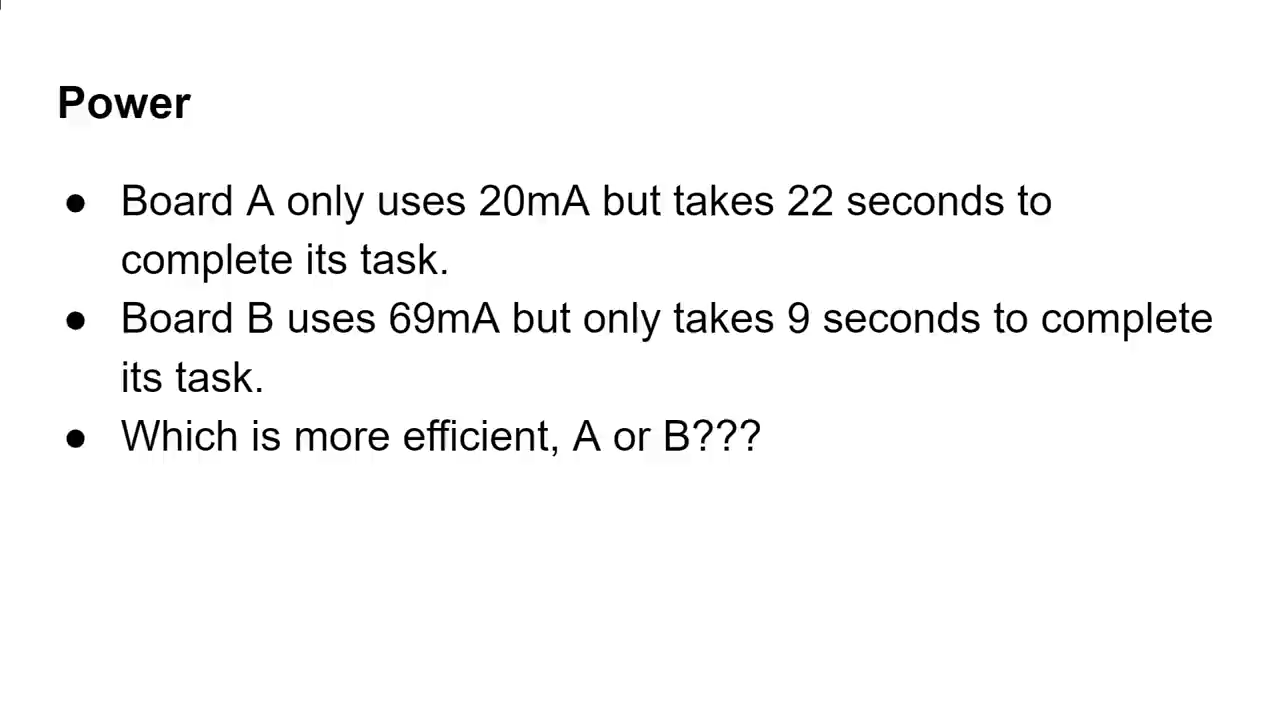 Power
● Board A only uses 20mA but takes 22 seconds to
complete its task.
● Board B uses 69mA but only takes 9 seconds to complete
its task.
● Which is more efficient, A or B???